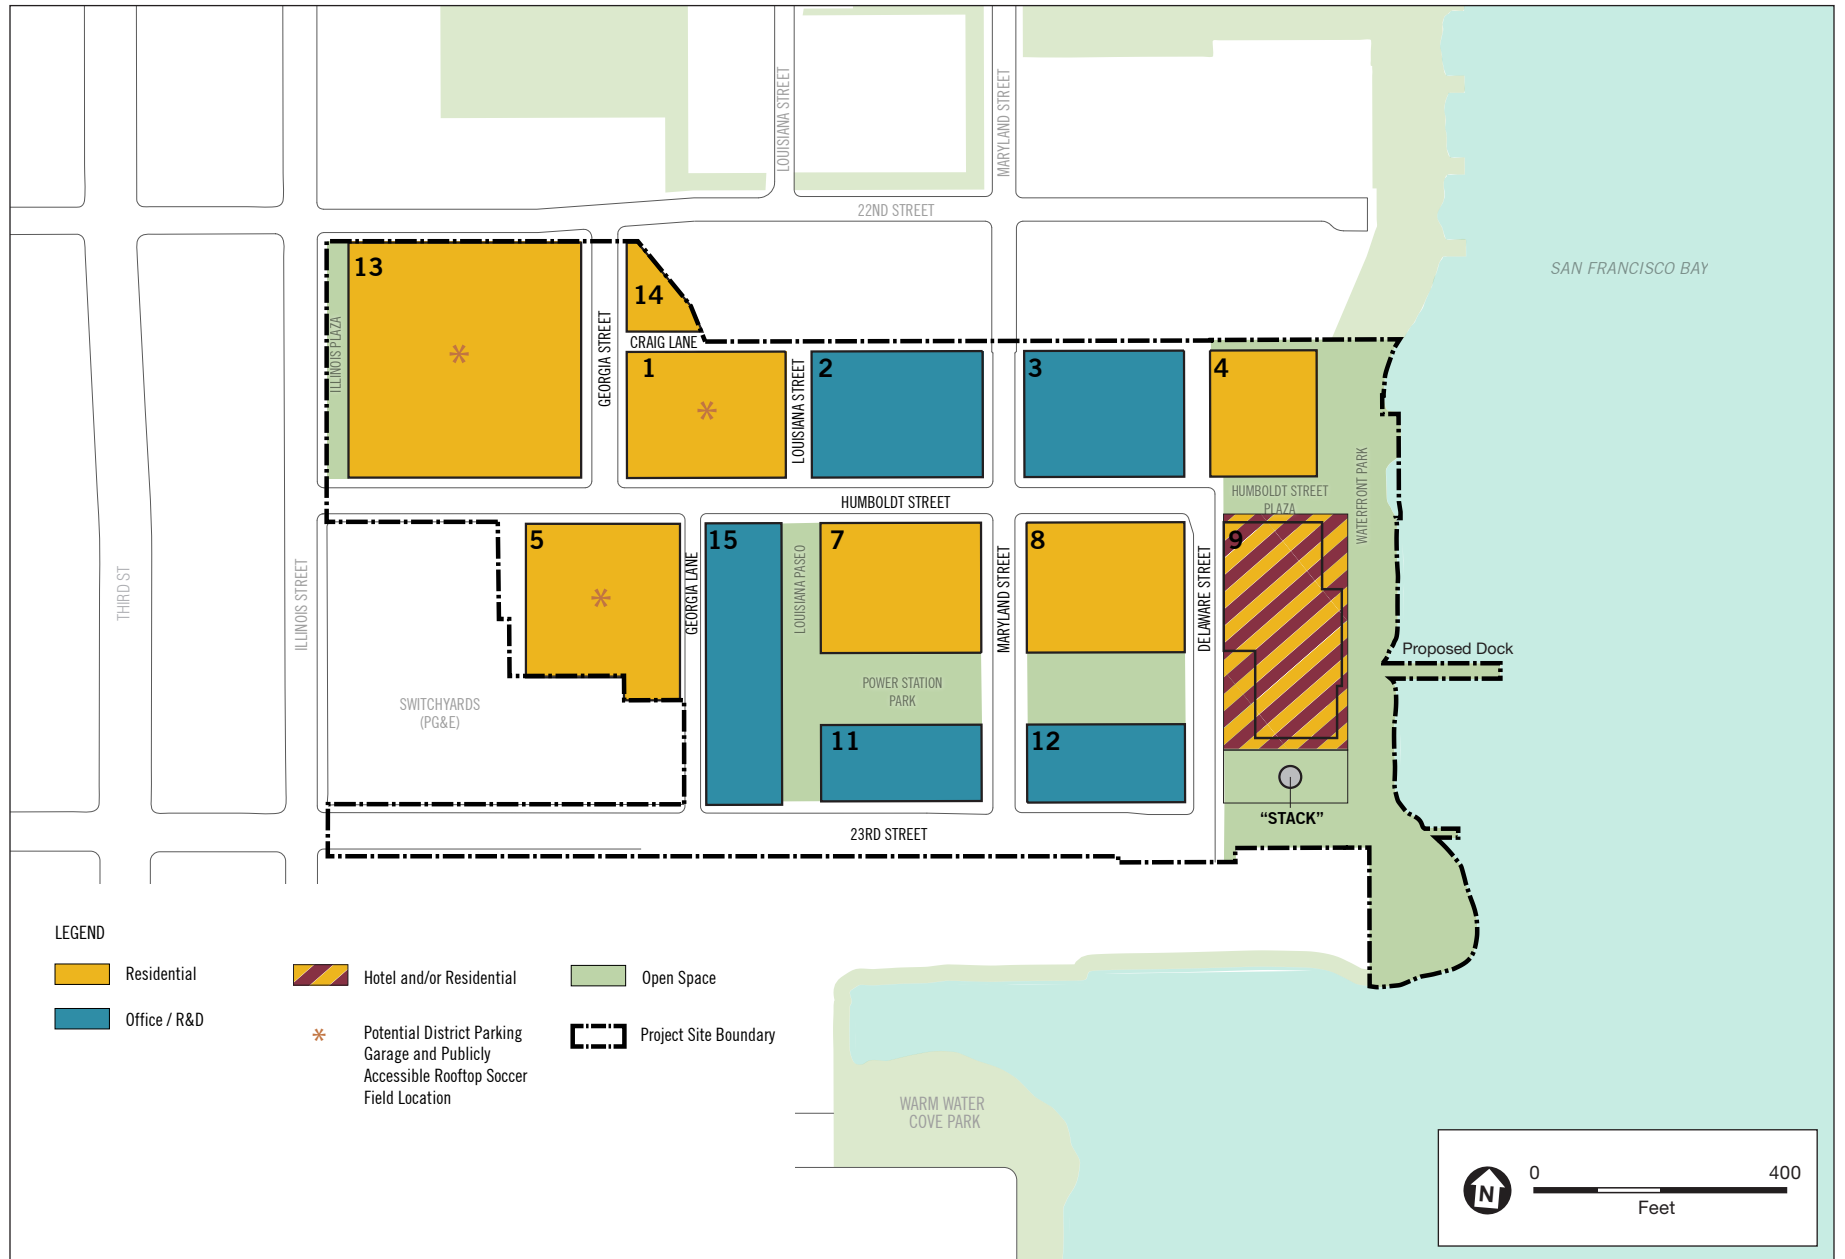 LOUISIANA STREET
MARYLAND STREET
22ND STREET
SAN FRANCISCO BAY
13
14
ILLINOIS PLAZA
*
GEORGIA STREET
CRAIG LANE
1
*
LOUISIANA STREET
2
3
4
WATERFRONT PARK
HUMBOLDT STREET
PLAZA
HUMBOLDT STREET
THIRD ST
ILLINOIS STREET
5
*
GEORGIA LANE
15
LOUISIANA PASEO
7
MARYLAND STREET
8
DELAWARE STREET
9
Proposed Dock
SWITCHYARDS
(PG&E)
POWER STATION
PARK
11
12
“STACK”
23RD STREET
LEGEND
Residential
Office / R&D
Hotel and/or Residential
* Potential District Parking
Garage and Publicly
Accessible Rooftop Soccer
Field Location
Open Space
Project Site Boundary
WARM WATER
COVE PARK
N
0 400
Feet